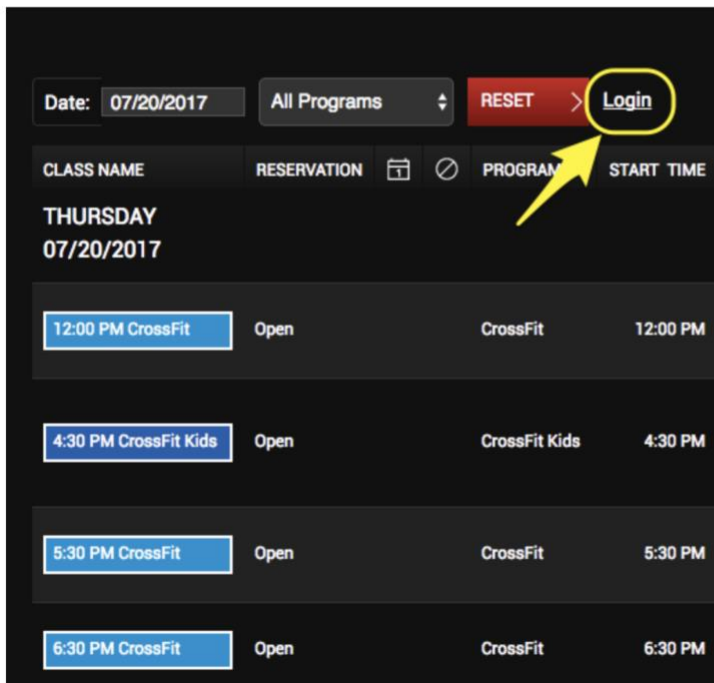 Date: 07/20/2017 All Programs RESET Login
CLASS NAME RESERVATION 1 PROGRAM START TIME
THURSDAY
07/20/2017
12:00 PM CrossFit Open CrossFit 12:00 PM
4:30 PM CrossFit Kids Open CrossFit Kids 4:30 PM
5:30 PM CrossFit Open CrossFit 5:30 PM
6:30 PM CrossFit Open CrossFit 6:30 PM